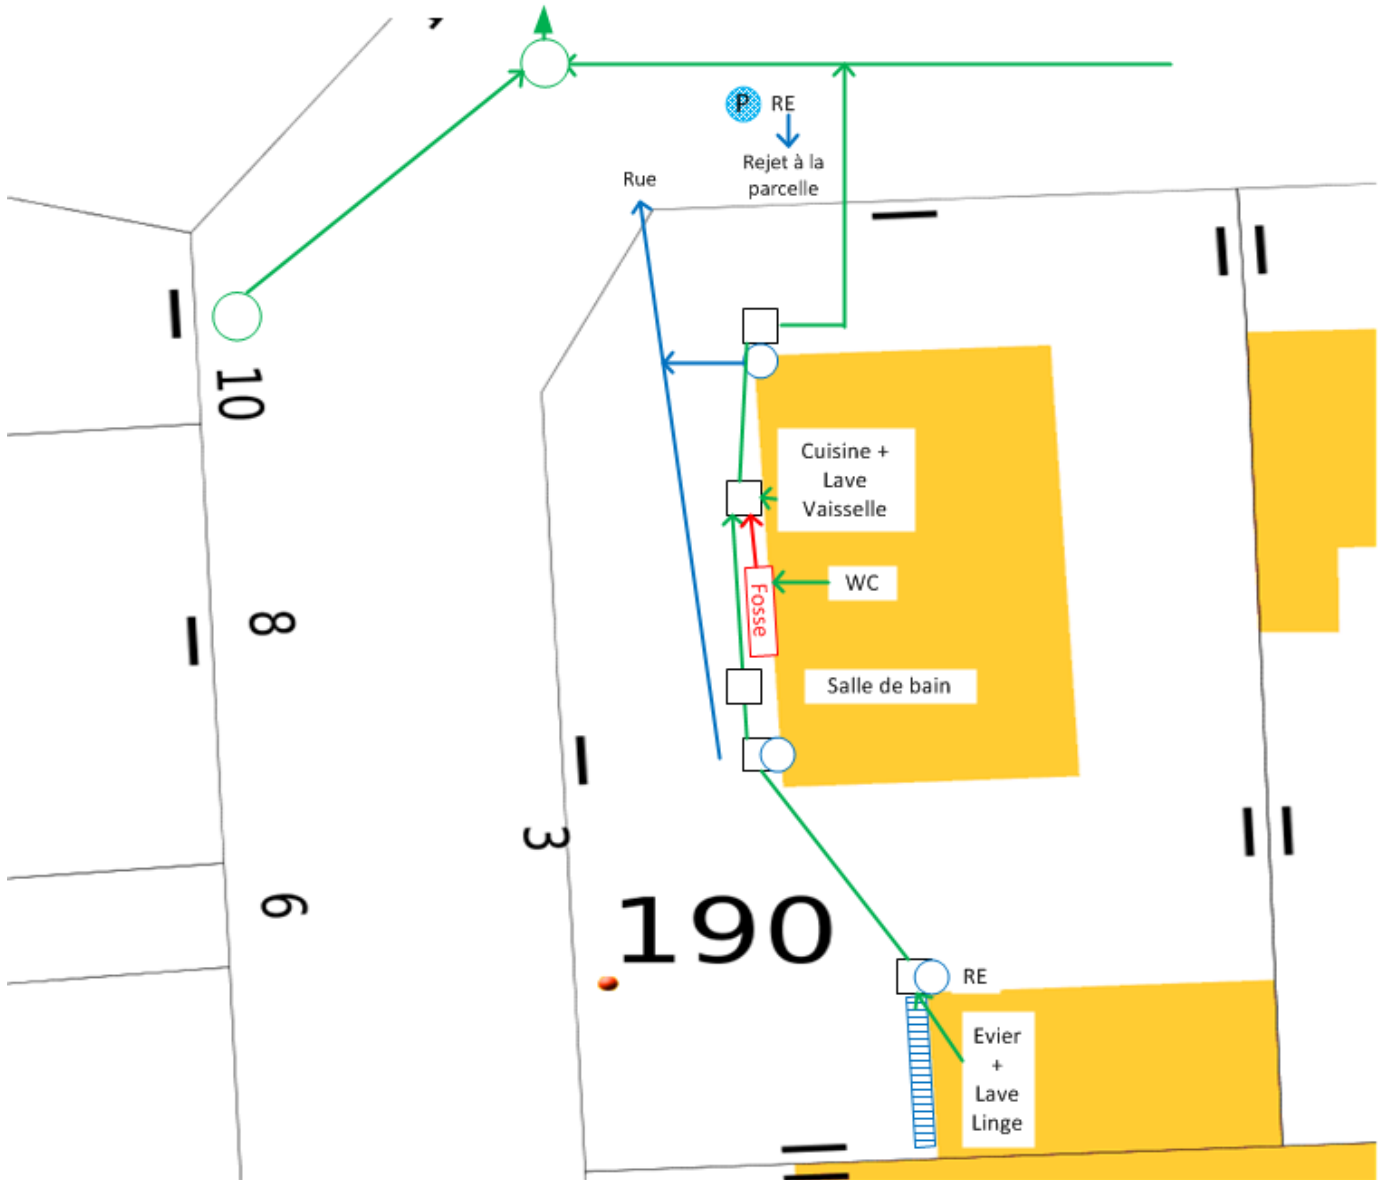 P
RE
Rejet à la
parcelle
Rue
10
Cuisine +
Lave
Vaisselle
WC
Fosse
8
Salle de bain
3
6
190
RE
Evier
+
Lave
Linge